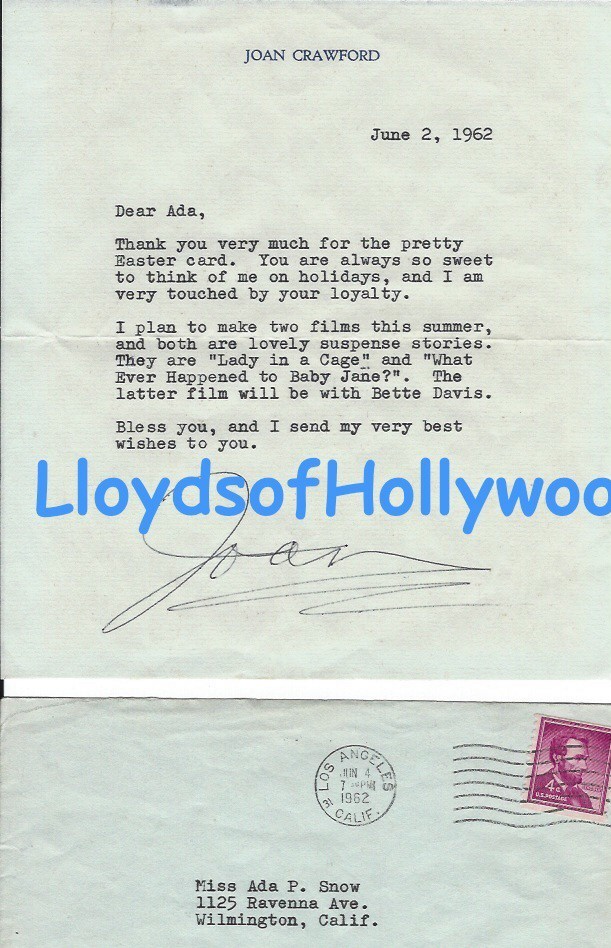 JOAN CRAWFORD
June 2, 1962
Dear Ada,
Thank you very much for the pretty
Easter card. You are always so sweet
to think of me on holidays, and I am
very touched by your loyalty.
I plan to make two films this summer,
and both are lovely suspense stories.
They are "Lady in a Cage" and "What
Ever Happened to Baby Jane?". The
latter film will be with Bette Davis.
Bless you, and I send my very best
wishes to you.
LloydsofHollywoo
Joan
LOS ANGELES
JUN 4
7 PM
1962
CALIF.
4¢
U.S. POSTAGE
Miss Ada P. Snow
1125 Ravenna Ave.
Wilmington, Calif.